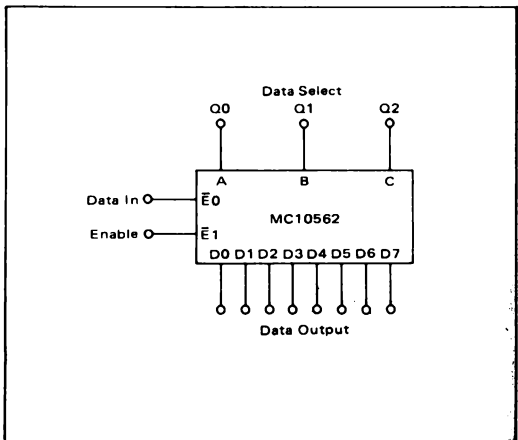 Data Select
Q0 Q1 Q2
A B C
Data In Ē0
MC10562
Enable Ē1
D0 D1 D2 D3 D4 D5 D6 D7
Data Output